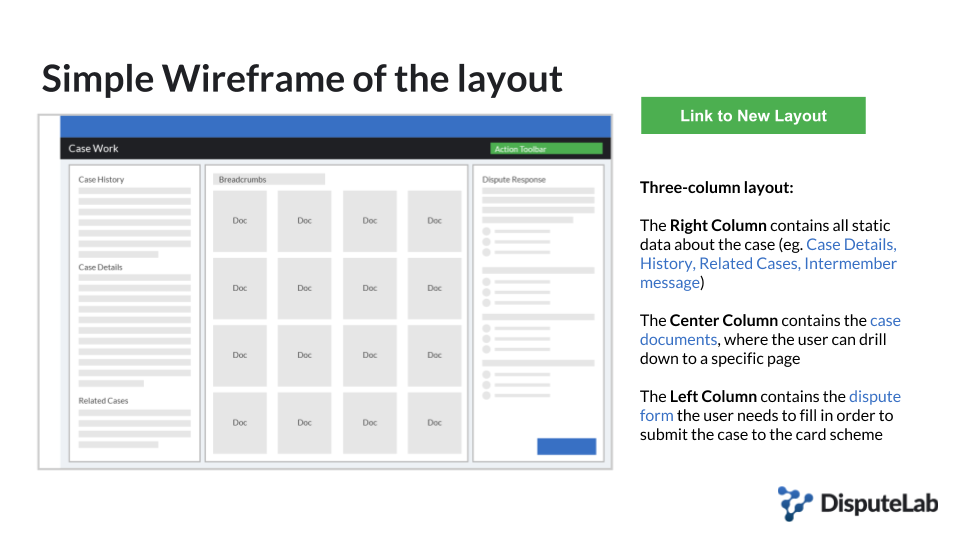 Simple Wireframe of the layout
Link to New Layout
Case Work
Action Toolbar
Case History
Case Details
Related Cases
Breadcrumbs
Doc Doc Doc Doc
Doc Doc Doc Doc
Doc Doc Doc Doc
Doc Doc Doc Doc
Dispute Response
Three-column layout:
The Right Column contains all static
data about the case (eg. Case Details,
History, Related Cases, Intermember
message)
The Center Column contains the case
documents, where the user can drill
down to a specific page
The Left Column contains the dispute
form the user needs to fill in order to
submit the case to the card scheme
DisputeLab